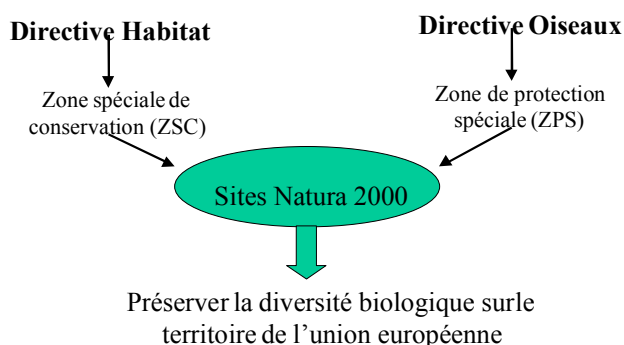 Directive Habitat
Directive Oiseaux
Zone spéciale de
conservation (ZSC)
Zone de protection
spéciale (ZPS)
Sites Natura 2000
Préserver la diversité biologique surle
territoire de l’union européenne